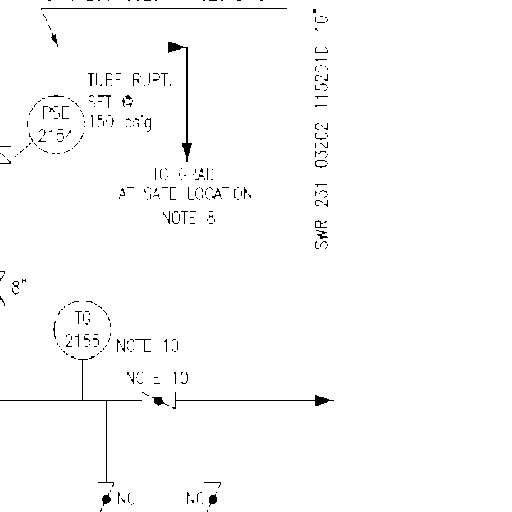 TUBE RUPT.
SET @
150 psig
PSE
2154
TO GRADE
AT SAFE LOCATION
NOTE 8
SWR 231 03202 115231D 10"
8"
TG
2155
NOTE 10
NOTE 10
NC
NC